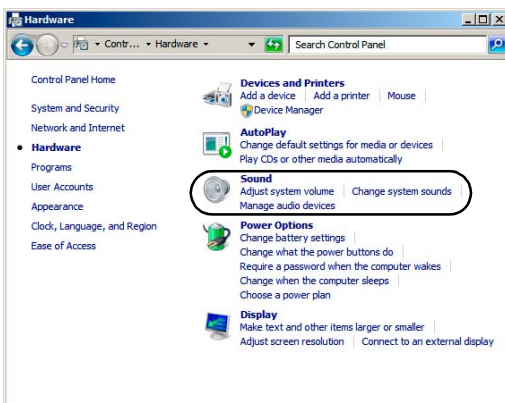 Hardware
Contr... Hardware Search Control Panel
Control Panel Home
System and Security
Network and Internet
Hardware
Programs
User Accounts
Appearance
Clock, Language, and Region
Ease of Access
Devices and Printers
Add a device Add a printer Mouse
Device Manager
AutoPlay
Change default settings for media or devices
Play CDs or other media automatically
Sound
Adjust system volume Change system sounds
Manage audio devices
Power Options
Change battery settings
Change what the power buttons do
Require a password when the computer wakes
Change when the computer sleeps
Choose a power plan
Display
Make text and other items larger or smaller
Adjust screen resolution Connect to an external display